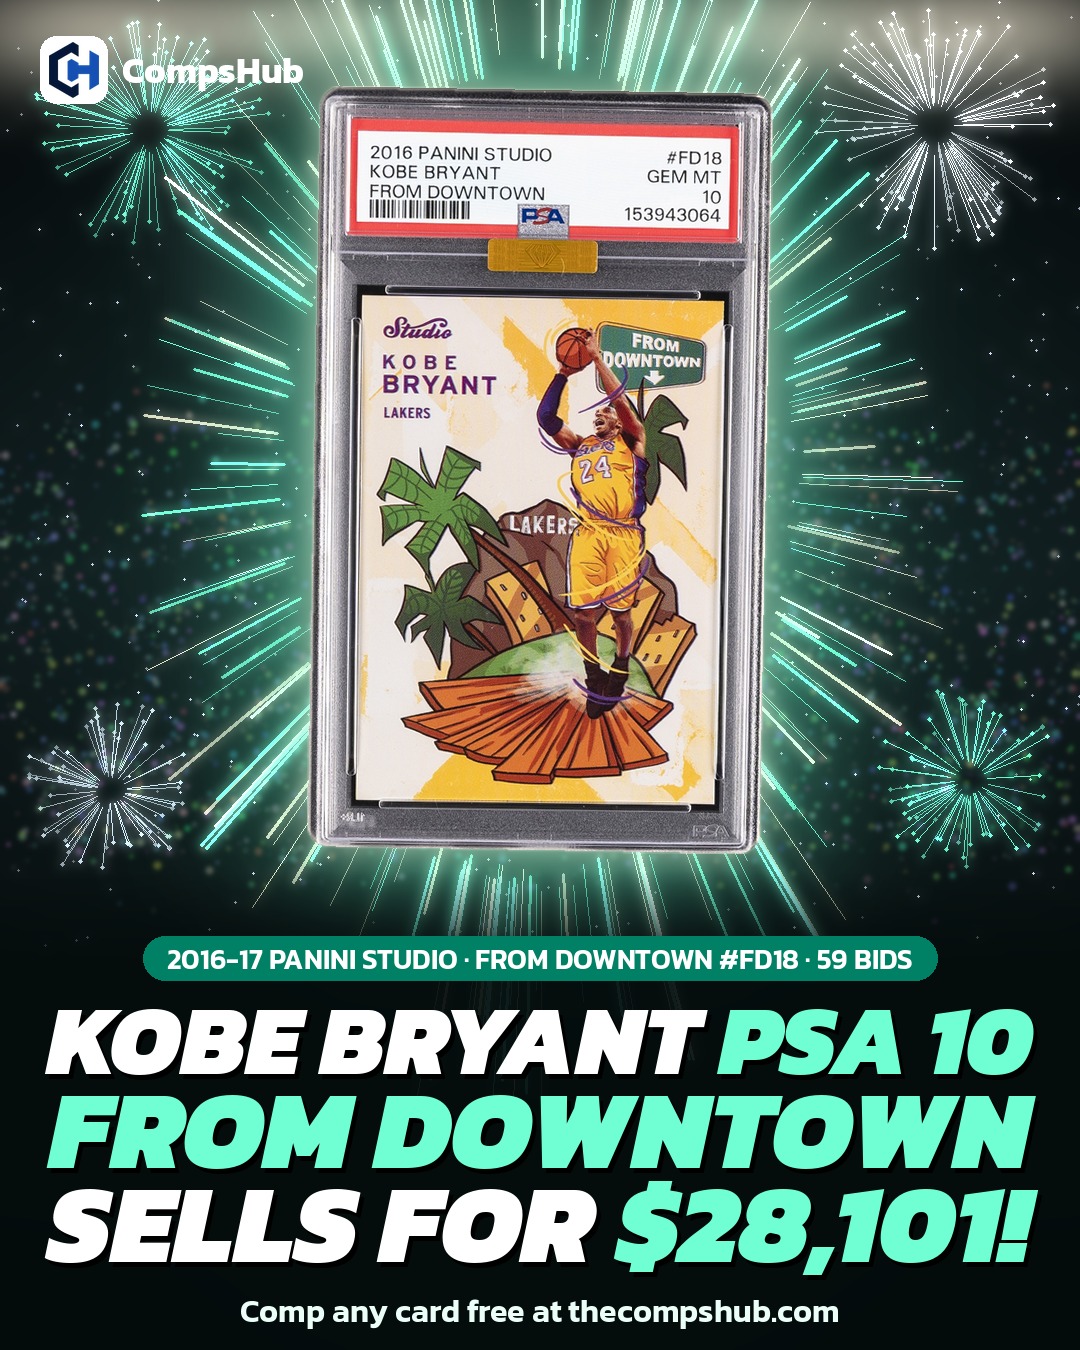 CompsHub
2016 PANINI STUDIO #FD18
KOBE BRYANT GEM MT
FROM DOWNTOWN 10
PSA 153943064
Studio
KOBE
BRYANT
LAKERS
FROM
DOWNTOWN
LAKERS
24
PSA
2016-17 PANINI STUDIO · FROM DOWNTOWN #FD18 · 59 BIDS
KOBE BRYANT PSA 10
FROM DOWNTOWN
SELLS FOR $28,101!
Comp any card free at thecompshub.com